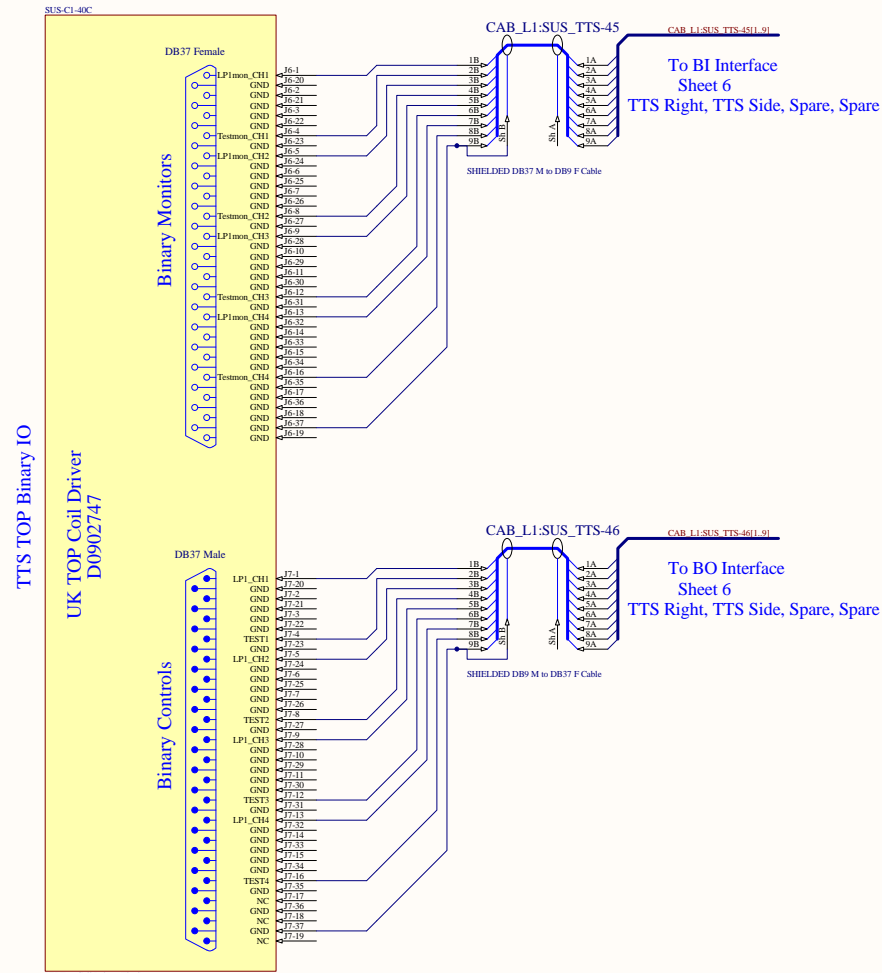 SUS-C1-40C
TTS TOP Binary IO
UK TOP Coil Driver
D0902747
DB37 Female
Binary Monitors
LP1mon_CH1 J6-1
GND J6-20
GND J6-2
GND J6-21
GND J6-3
GND J6-22
Testmon_CH1 J6-4
GND J6-23
LP1mon_CH2 J6-5
GND J6-24
GND J6-6
GND J6-25
GND J6-7
GND J6-26
Testmon_CH2 J6-8
GND J6-27
LP1mon_CH3 J6-9
GND J6-28
GND J6-10
GND J6-29
GND J6-11
GND J6-30
Testmon_CH3 J6-12
GND J6-31
LP1mon_CH4 J6-13
GND J6-32
GND J6-14
GND J6-33
GND J6-15
GND J6-34
Testmon_CH4 J6-16
GND J6-35
GND J6-17
GND J6-36
GND J6-18
GND J6-37
GND J6-19
CAB_L1:SUS_TTS-45
1B 1A
2B 2A
3B 3A
4B 4A
5B 5A
6B 6A
7B 7A
8B 8A
9B 9A
Sh B
Sh A
SHIELDED DB37 M to DB9 F Cable
CAB_L1:SUS_TTS-45[1..9]
To BI Interface
Sheet 6
TTS Right, TTS Side, Spare, Spare
DB37 Male
Binary Controls
LP1_CH1 J7-1
GND J7-20
GND J7-2
GND J7-21
GND J7-3
GND J7-22
TEST1 J7-4
GND J7-23
LP1_CH2 J7-5
GND J7-24
GND J7-6
GND J7-25
GND J7-7
GND J7-26
TEST2 J7-8
GND J7-27
LP1_CH3 J7-9
GND J7-28
GND J7-10
GND J7-29
GND J7-11
GND J7-30
TEST3 J7-12
GND J7-31
LP1_CH4 J7-13
GND J7-32
GND J7-14
GND J7-33
GND J7-15
GND J7-34
TEST4 J7-16
GND J7-35
NC J7-17
GND J7-36
NC J7-18
GND J7-37
NC J7-19
CAB_L1:SUS_TTS-46
1B 1A
2B 2A
3B 3A
4B 4A
5B 5A
6B 6A
7B 7A
8B 8A
9B 9A
Sh B
Sh A
SHIELDED DB9 M to DB37 F Cable
CAB_L1:SUS_TTS-46[1..9]
To BO Interface
Sheet 6
TTS Right, TTS Side, Spare, Spare